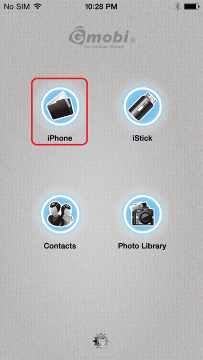 No SIM 10:28 PM
Gmobi®
iPhone iStick
Contacts Photo Library